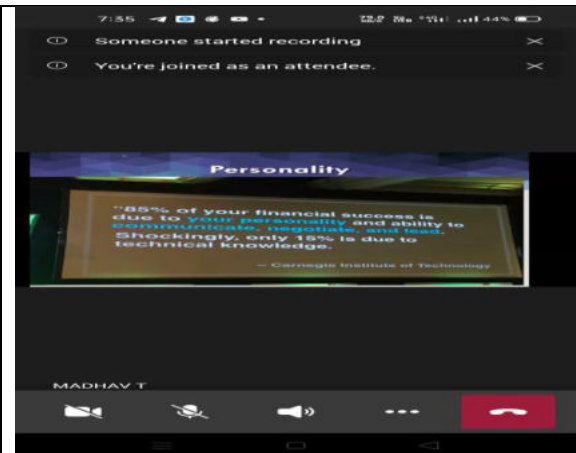 7:35
44%
Someone started recording
You're joined as an attendee.
Personality
"85% of your financial success is
due to your personality and ability to
communicate, negotiate, and lead.
Shockingly, only 15% is due to
technical knowledge.
– Carnegie Institute of Technology
MADHAV T